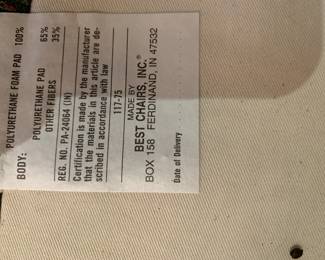 POLYURETHANE FOAM PAD 100%
BODY:
POLYURETHANE PAD 65%
OTHER FIBERS 35%
REG. NO. PA-24064 (IN)
Certification is made by the manufacturer
that the materials in this article are de-
scribed in accordance with law
117-75
MADE BY
BEST CHAIRS, INC.®
BOX 158 FERDINAND, IN 47532
Date of Delivery